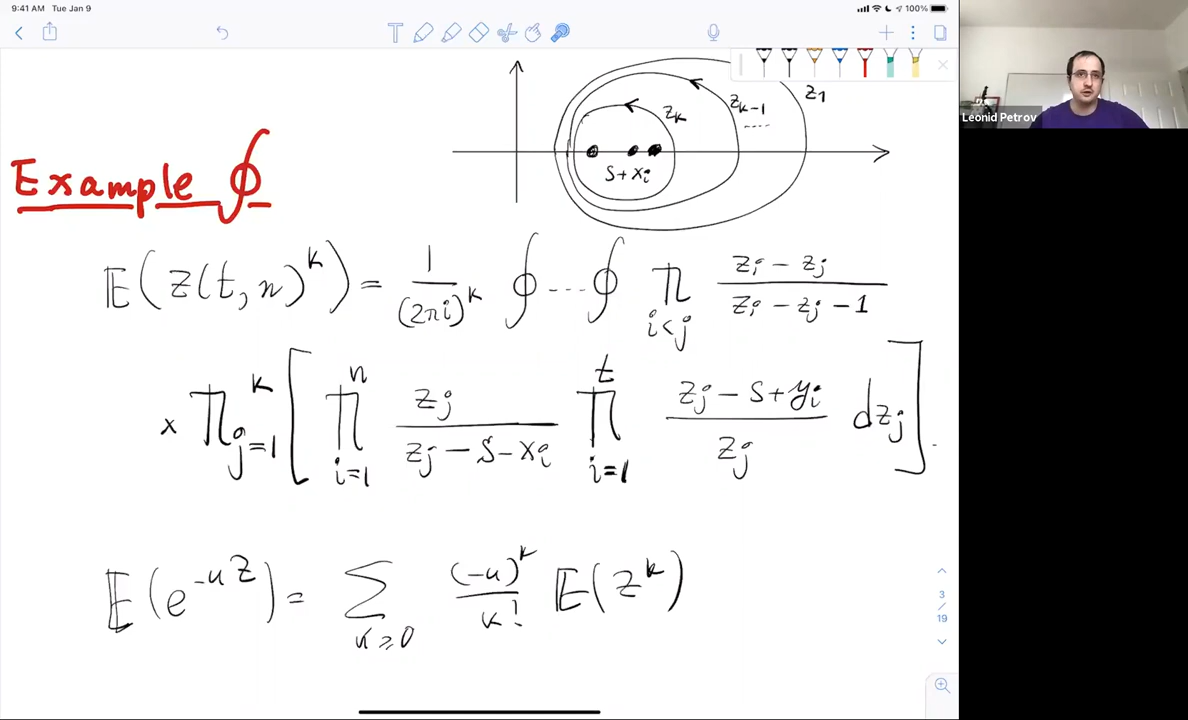 9:41 AM Tue Jan 9
100%
z_1
z_{k-1}
....
z_k
s+x_i
Leonid Petrov
Example ∮
𝔼(z(t,n)^k) = 1/(2πi)^k ∮ ··· ∮ ∏_{i<j} (z_i - z_j)/(z_i - z_j - 1)
× ∏_{j=1}^k [ ∏_{i=1}^n z_j/(z_j - s - x_i) ∏_{i=1}^t (z_j - s + y_i)/z_j dz_j ].
𝔼(e^{-uZ}) = ∑_{k≥0} (-u)^k/k! 𝔼(Z^k)
3
/
19